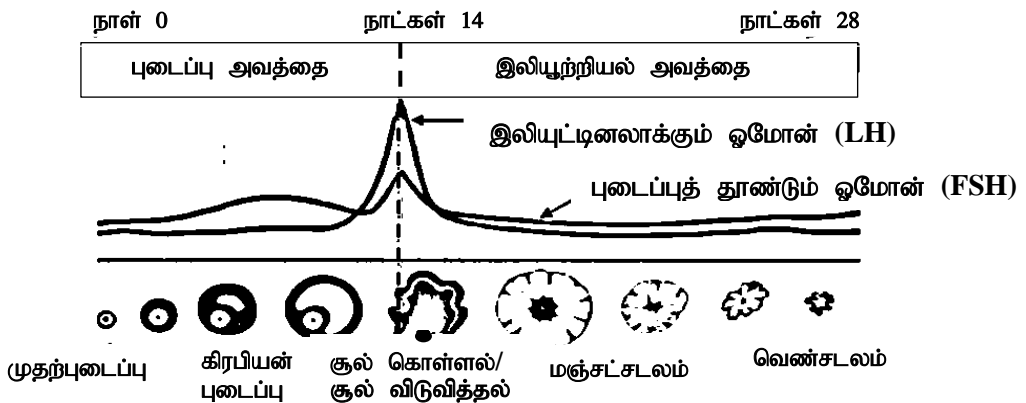 நாள் 0 நாட்கள் 14 நாட்கள் 28
புடைப்பு அவத்தை இலியூற்றியல் அவத்தை
இலியுட்டினலாக்கும் ஓமோன் (LH)
புடைப்புத் தூண்டும் ஓமோன் (FSH)
முதற்புடைப்பு கிரபியன் சூல் கொள்ளல்/ மஞ்சட்சடலம் வெண்சடலம்
புடைப்பு சூல் விடுவித்தல்